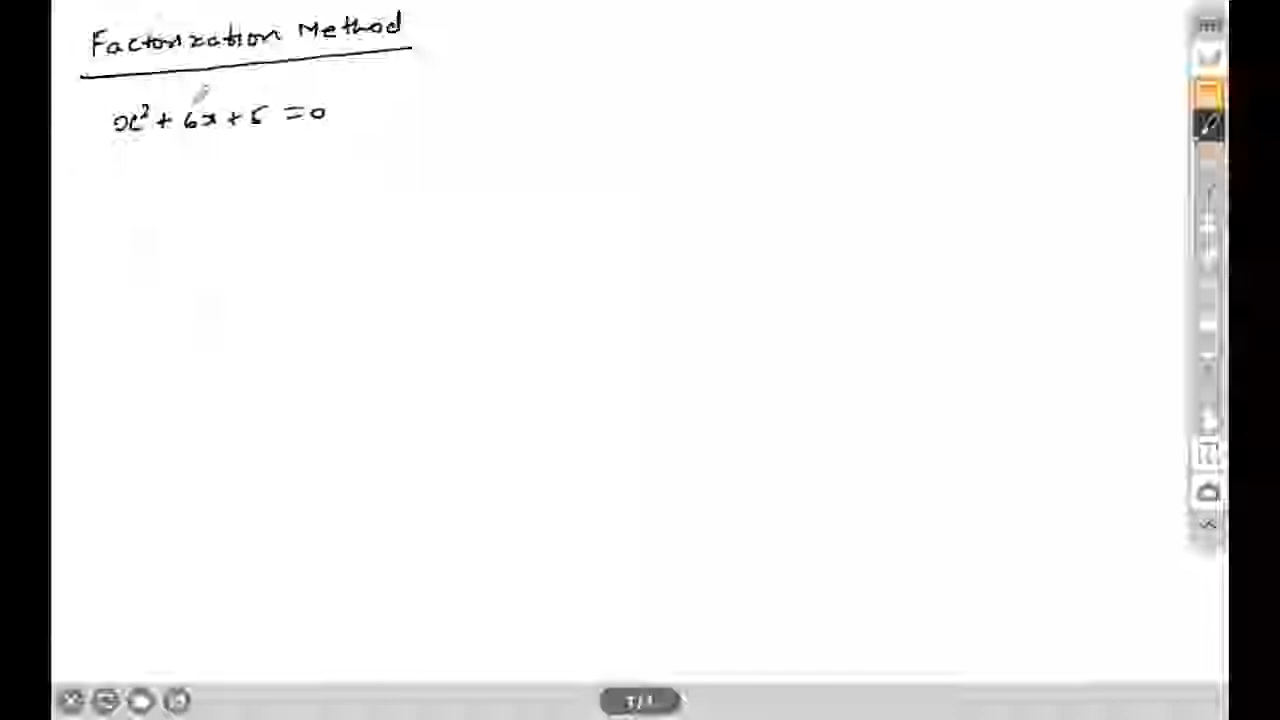 Factorization Method
x² + 6x + 5 = 0